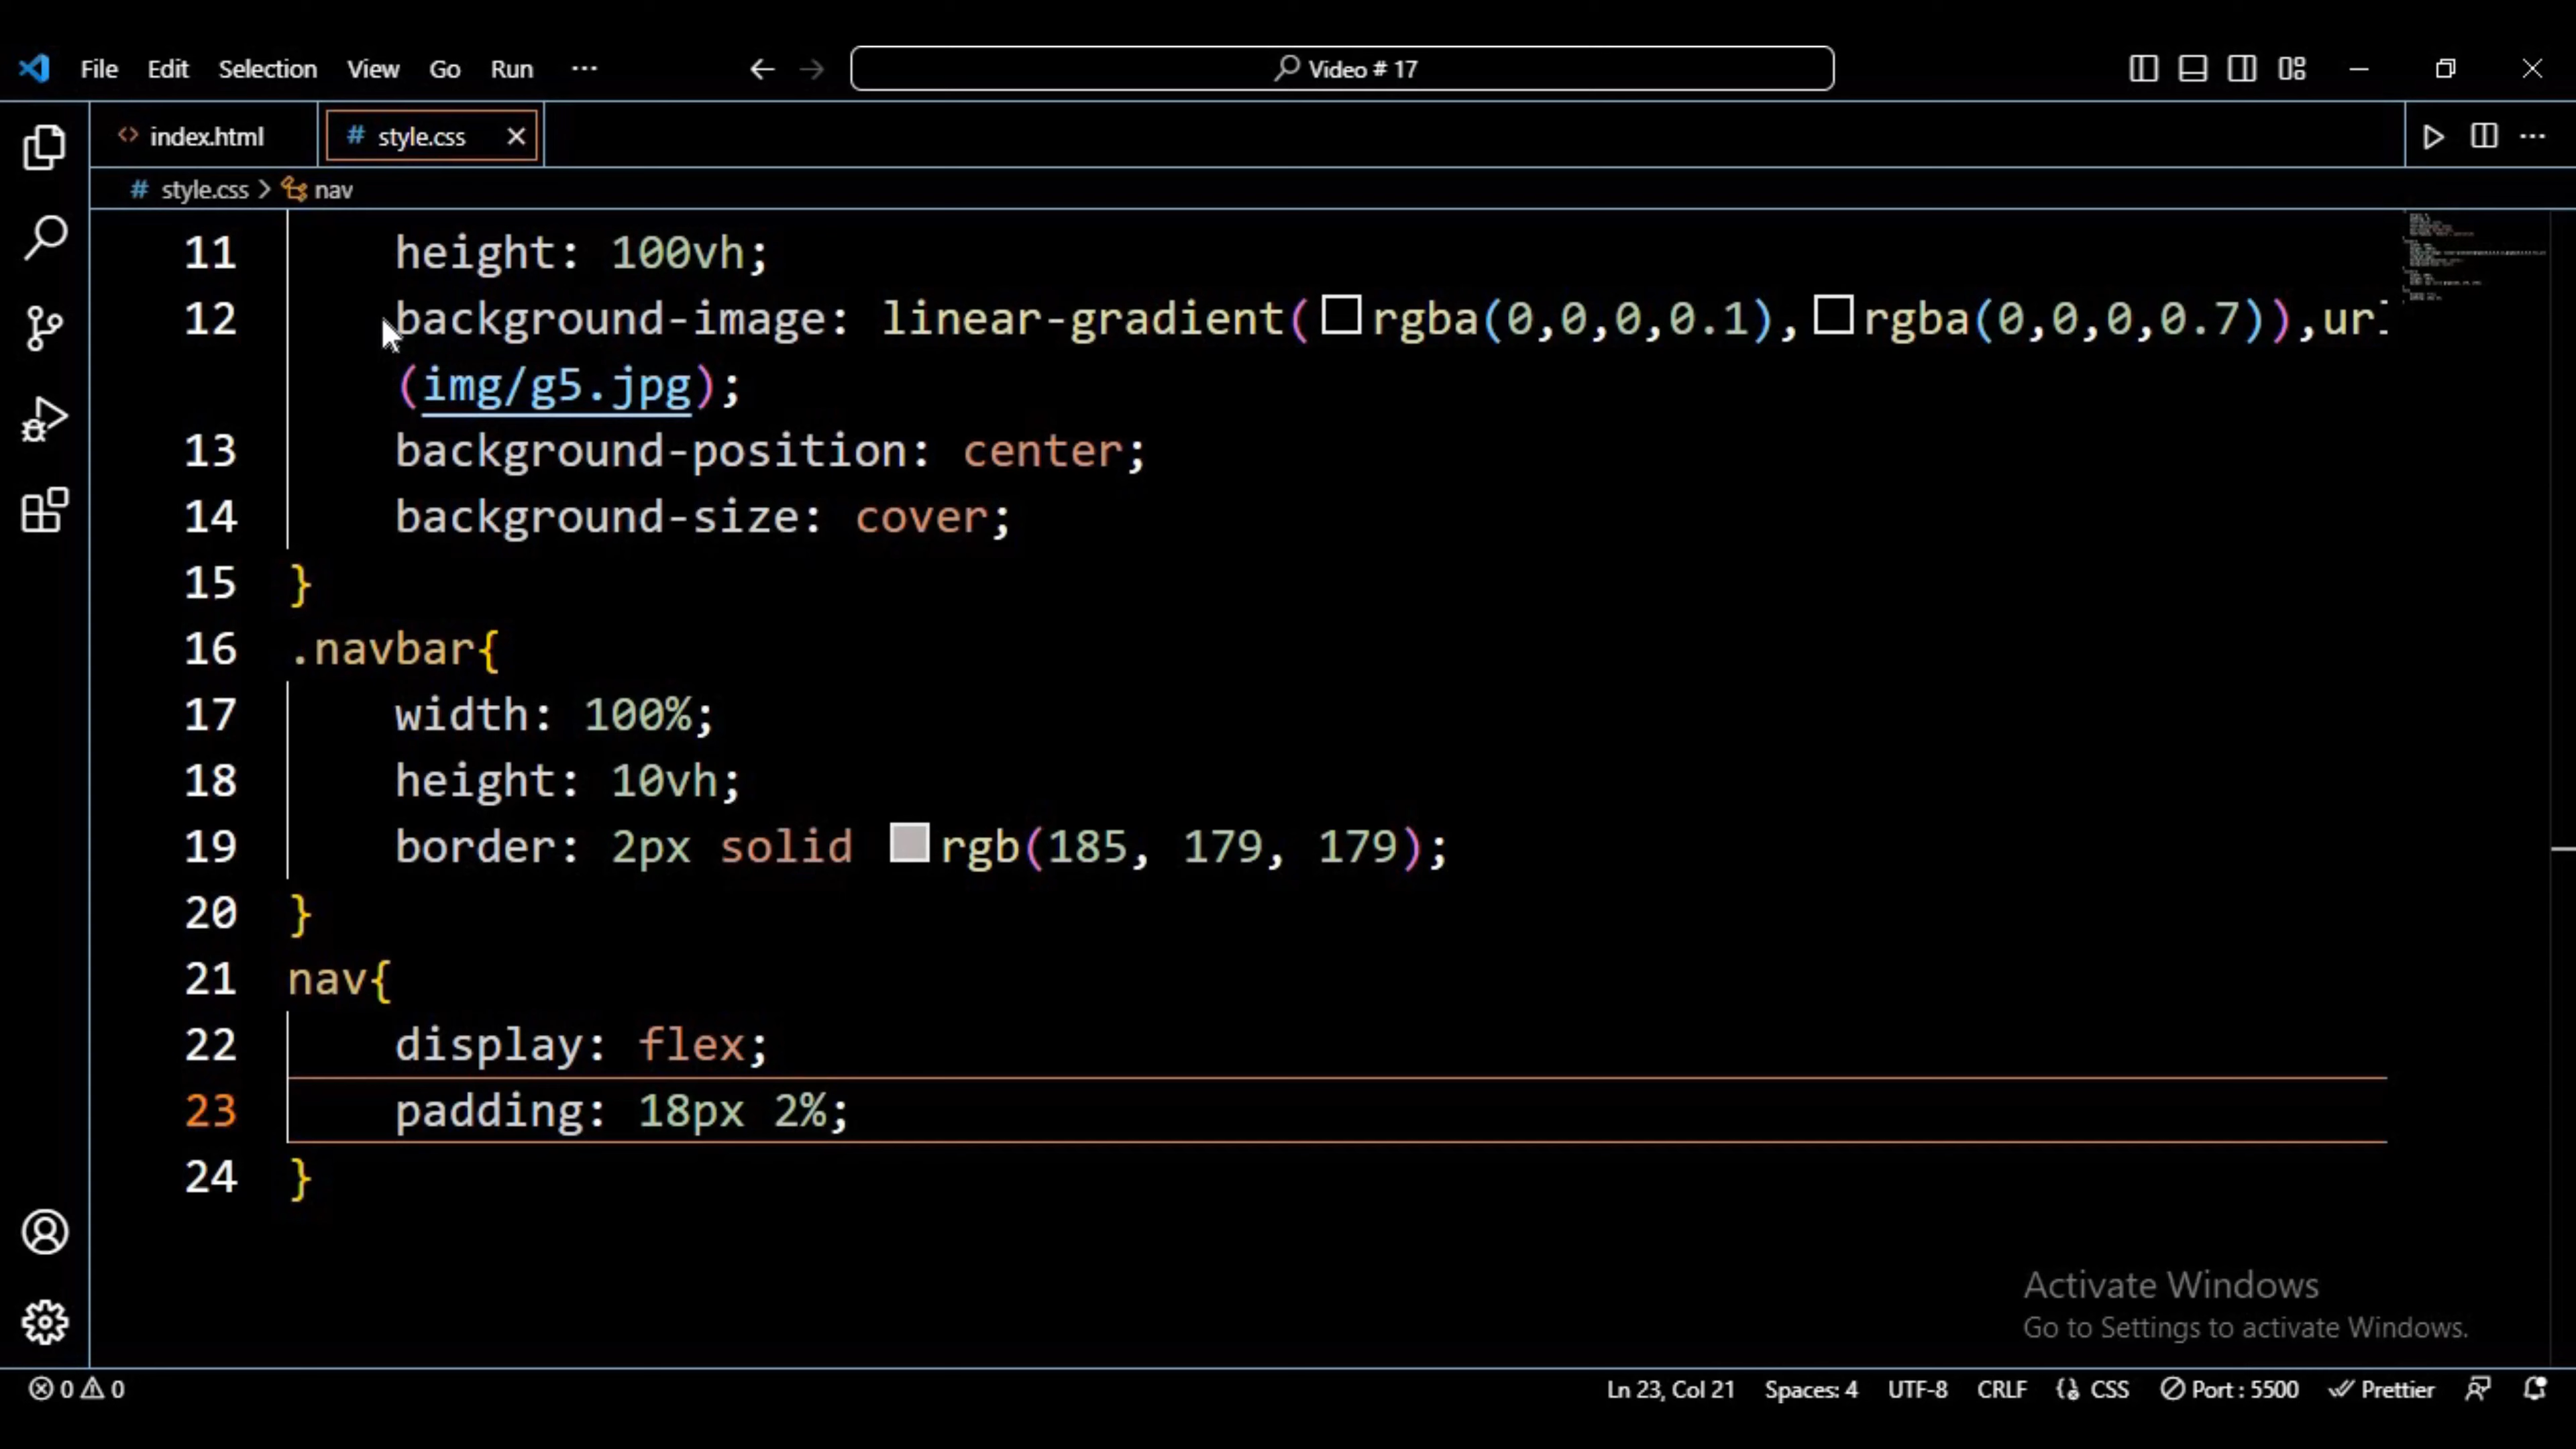 File Edit Selection View Go Run ··· Video # 17
index.html style.css
style.css > nav
11 height: 100vh;
12 background-image: linear-gradient(rgba(0,0,0,0.1),rgba(0,0,0,0.7)),url
(img/g5.jpg);
13 background-position: center;
14 background-size: cover;
15 }
16 .navbar{
17 width: 100%;
18 height: 10vh;
19 border: 2px solid rgb(185, 179, 179);
20 }
21 nav{
22 display: flex;
23 padding: 18px 2%;
24 }
Activate Windows
Go to Settings to activate Windows.
0 0 Ln 23, Col 21 Spaces: 4 UTF-8 CRLF CSS Port : 5500 Prettier